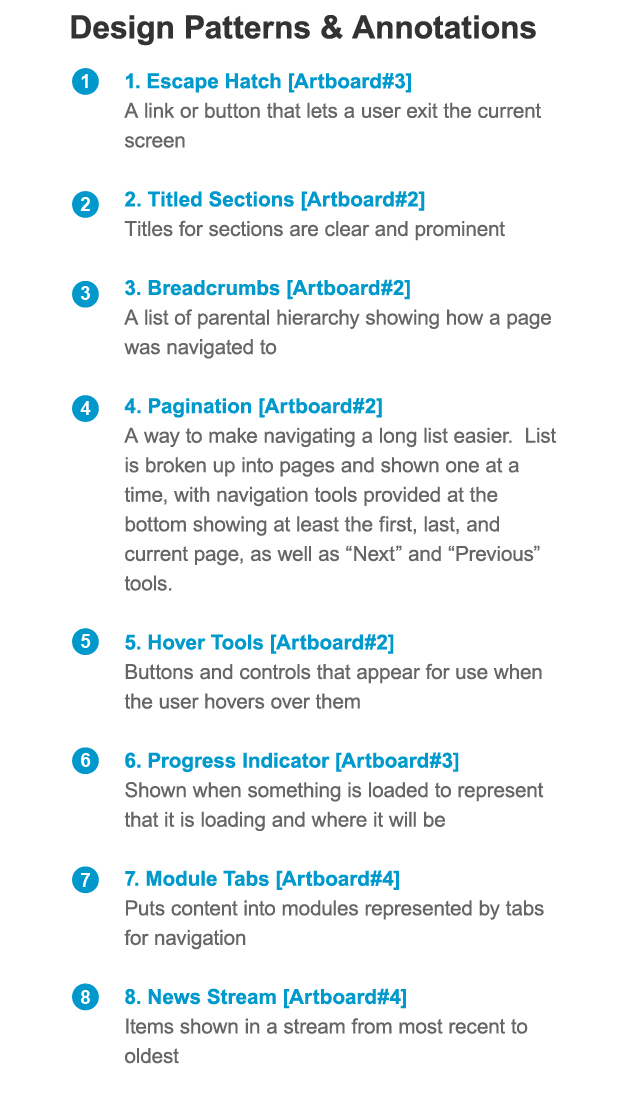 Design Patterns & Annotations
1 1. Escape Hatch [Artboard#3]
A link or button that lets a user exit the current
screen
2 2. Titled Sections [Artboard#2]
Titles for sections are clear and prominent
3 3. Breadcrumbs [Artboard#2]
A list of parental hierarchy showing how a page
was navigated to
4 4. Pagination [Artboard#2]
A way to make navigating a long list easier.  List
is broken up into pages and shown one at a
time, with navigation tools provided at the
bottom showing at least the first, last, and
current page, as well as “Next” and “Previous”
tools.
5 5. Hover Tools [Artboard#2]
Buttons and controls that appear for use when
the user hovers over them
6 6. Progress Indicator [Artboard#3]
Shown when something is loaded to represent
that it is loading and where it will be
7 7. Module Tabs [Artboard#4]
Puts content into modules represented by tabs
for navigation
8 8. News Stream [Artboard#4]
Items shown in a stream from most recent to
oldest